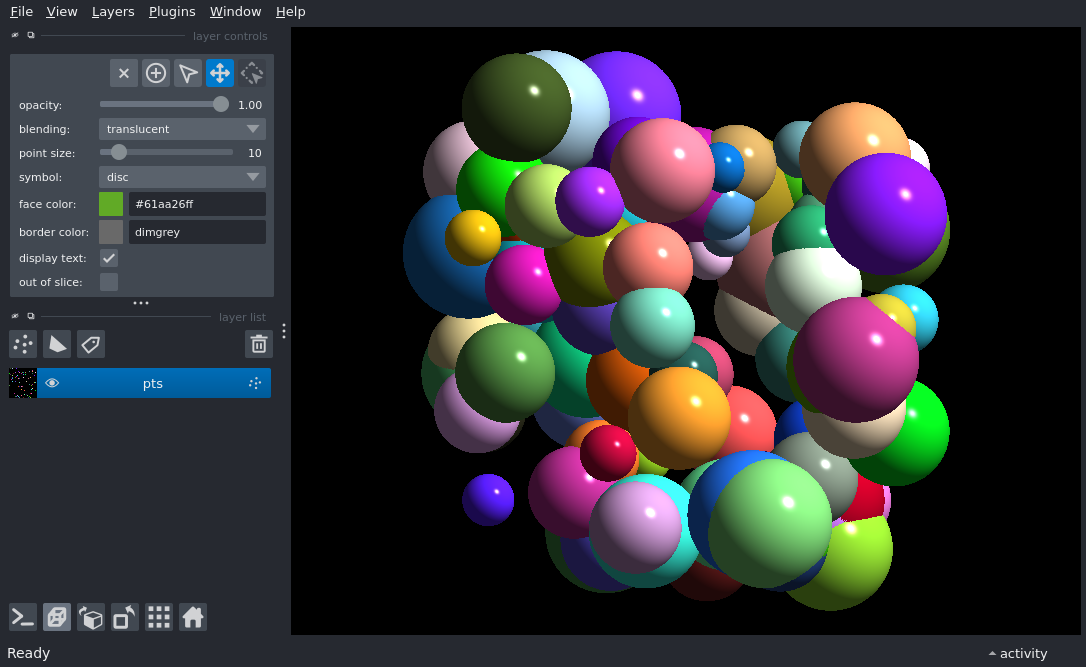 File View Layers Plugins Window Help
layer controls
opacity: 1.00
blending: translucent
point size: 10
symbol: disc
face color: #61aa26ff
border color: dimgrey
display text:
out of slice:
layer list
pts
Ready
activity